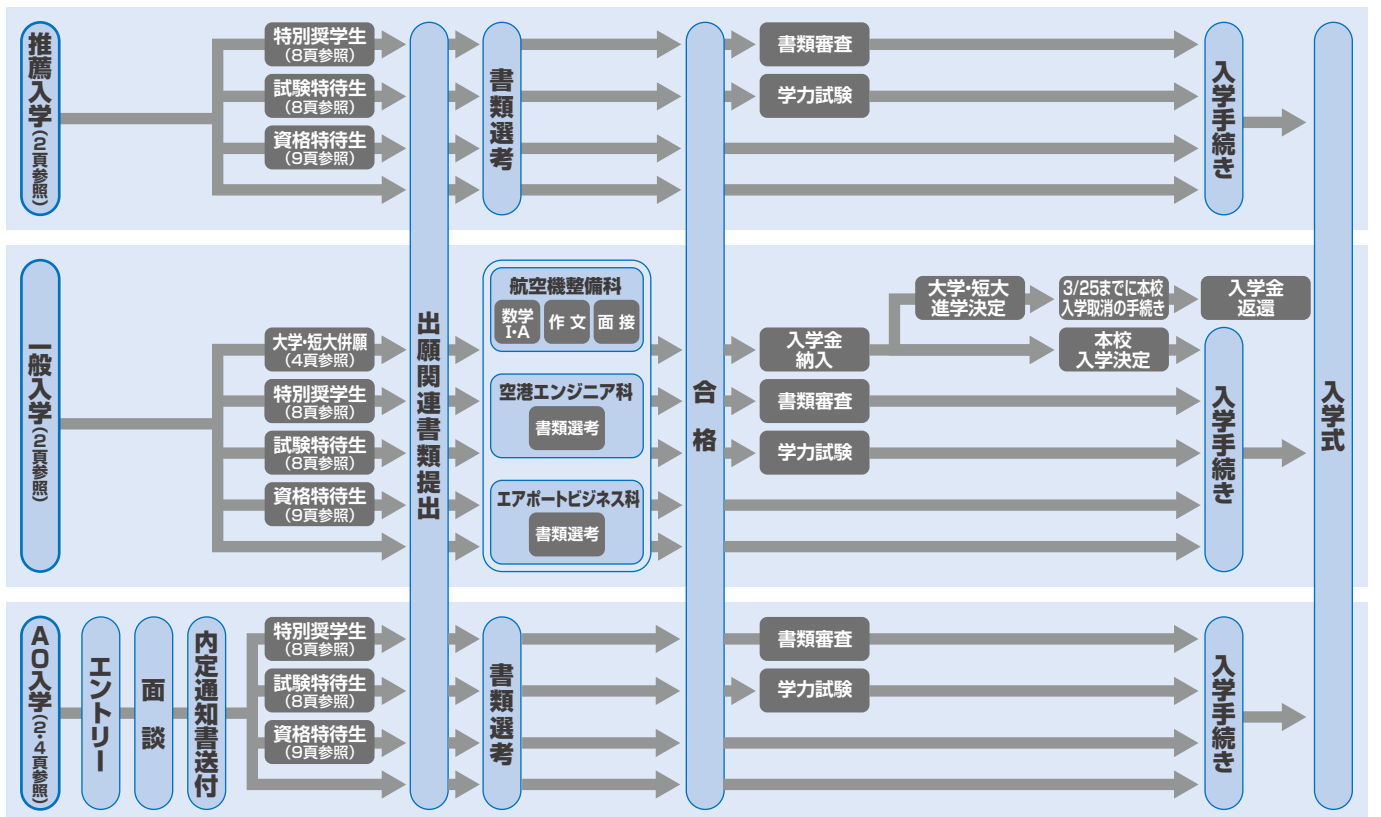 推薦入学(2頁参照)
特別奨学生
(8頁参照)
試験特待生
(8頁参照)
資格特待生
(9頁参照)
書類選考
書類審査
学力試験
入学手続き
一般入学(2頁参照)
大学・短大併願
(4頁参照)
特別奨学生
(8頁参照)
試験特待生
(8頁参照)
資格特待生
(9頁参照)
出願関連書類提出
航空機整備科
数学
I・A
作文
面接
空港エンジニア科
書類選考
エアポートビジネス科
書類選考
合格
入学金
納入
大学・短大
進学決定
3/25までに本校
入学取消の手続き
入学金
返還
本校
入学決定
書類審査
学力試験
入学手続き
入学式
AO入学(2・4頁参照)
エントリー
面談
内定通知書送付
特別奨学生
(8頁参照)
試験特待生
(8頁参照)
資格特待生
(9頁参照)
書類選考
書類審査
学力試験
入学手続き